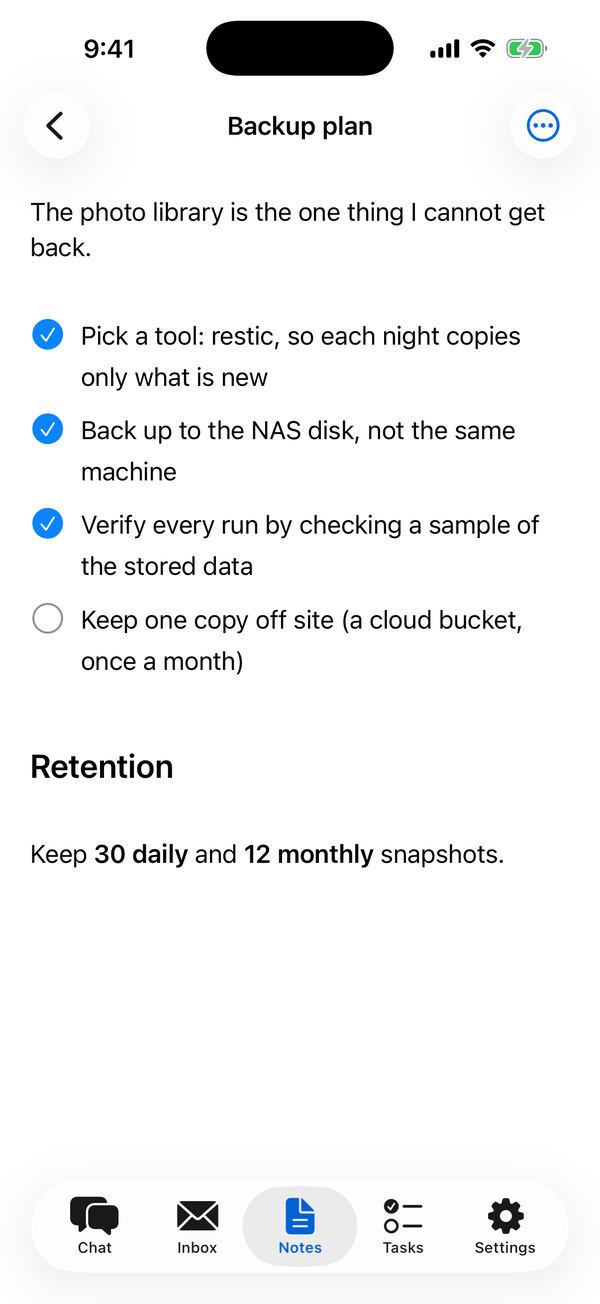 9:41
Backup plan
The photo library is the one thing I cannot get
back.
Pick a tool: restic, so each night copies
only what is new
Back up to the NAS disk, not the same
machine
Verify every run by checking a sample of
the stored data
Keep one copy off site (a cloud bucket,
once a month)
Retention
Keep 30 daily and 12 monthly snapshots.
Chat Inbox Notes Tasks Settings